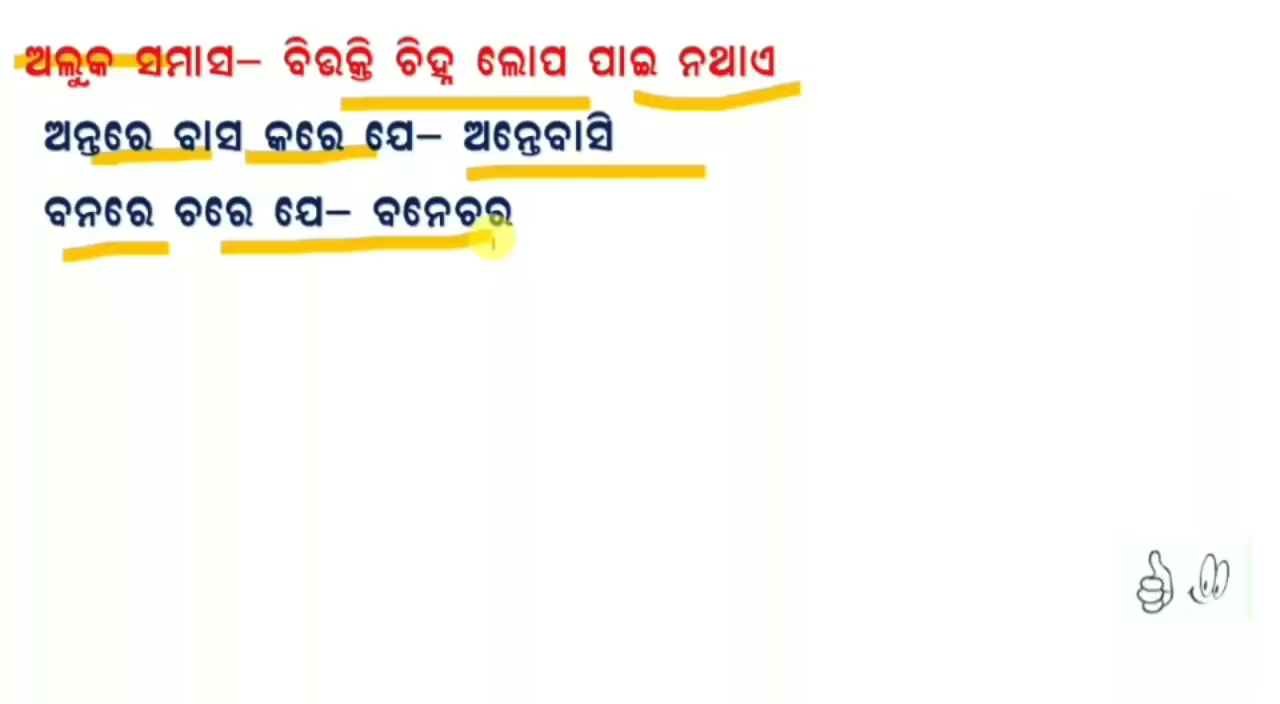 ଅଲୁକ ସମାସ– ବିଭକ୍ତି ଚିହ୍ନ ଲୋପ ପାଇ ନଥାଏ
ଅନ୍ତରେ ବାସ କରେ ଯେ– ଅନ୍ତେବାସି
ବନରେ ଚରେ ଯେ– ବନେଚର